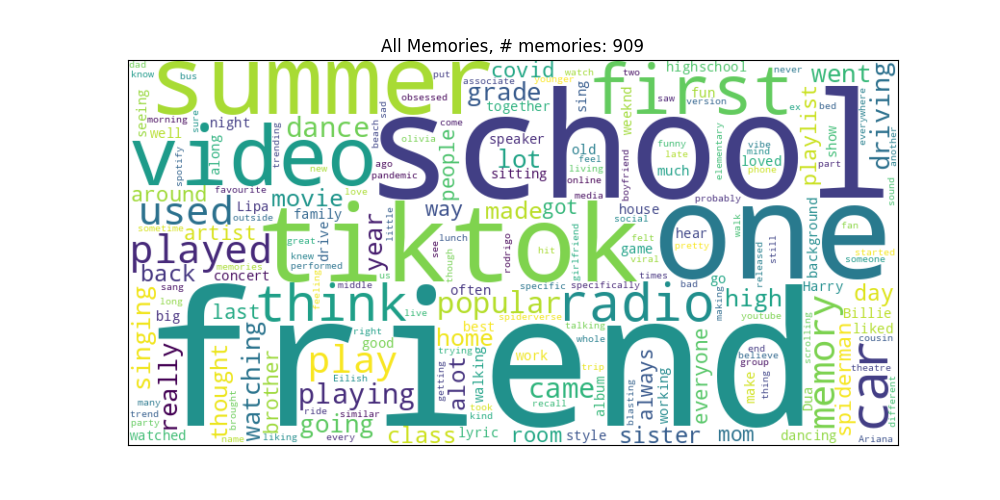 All Memories, # memories: 909
dad summer covid watch two first highschool never went
know bus put associate younger saw version ex bed everywhere
seeing morning sure night obsessed sad grade together sing weeknd fun playlist show driving
well spotify along trending dance beach olivia come people speaker lot sitting old feel living elementary funny late vibe mind phone loved part another
video school
around favourite new ago pandemic love movie online media boyfriend much probably sound
used Lipa outside family year little way made got house social hear walk background fan
sometime artist great drive tiktok felt pretty one started
played knew performed see lunch though rodrigo hit girlfriend game viral released still someone
back memories concert feeling us specific specifically times bad go Harry
sang middle often making high youtube day
singing long big last think live popular radio Billie
friend right good best home spiderverse talking whole scrolling memory spiderman liked cousin
really thought watching brother play trying walking work trip end believe group theatre car
many Eilish playing getting alot came album always working everyone make thing Dua different
trend brought ride similar took kind recall blasting
party going class lyric room style sister mom dancing Ariana
watched name liking every